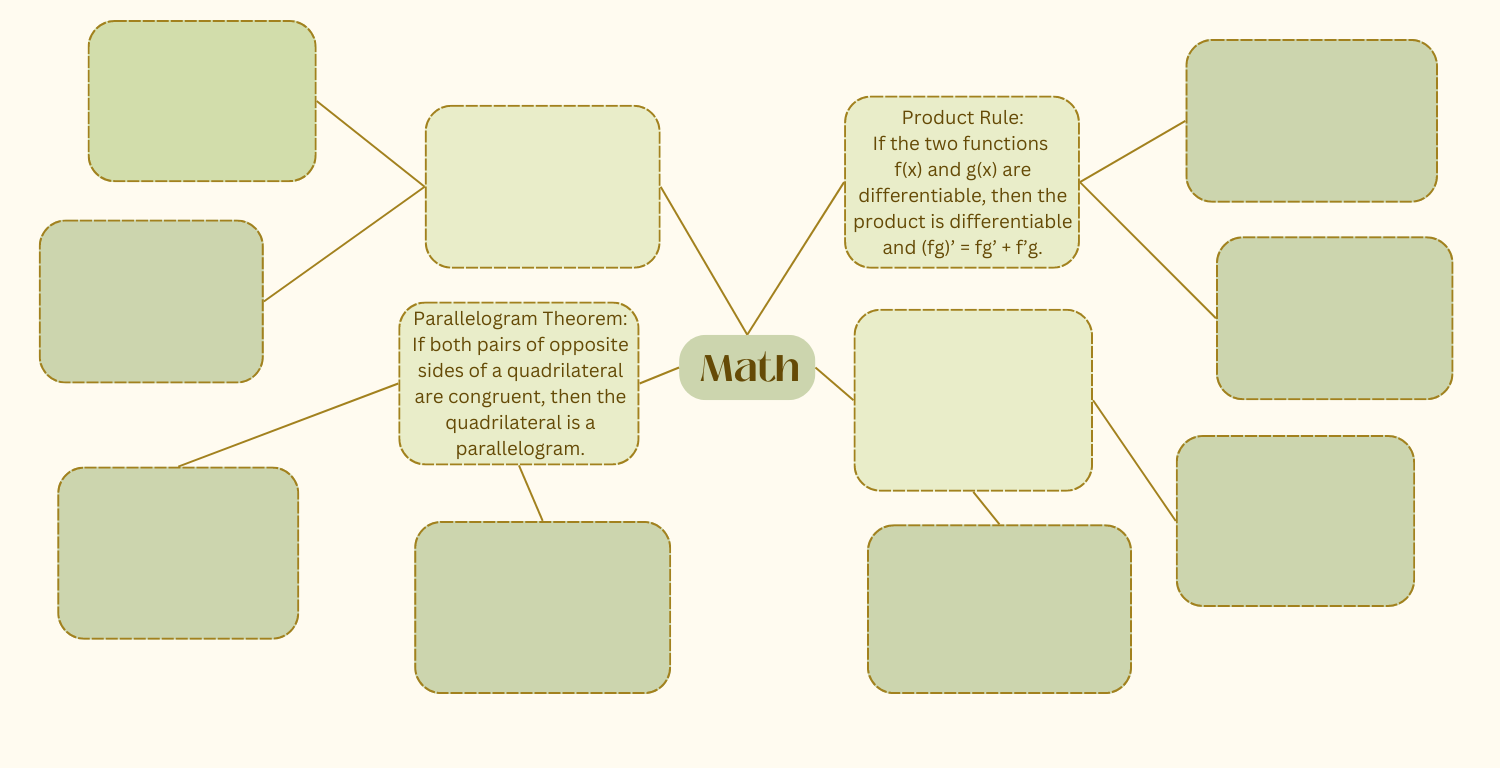 Product Rule:
If the two functions
f(x) and g(x) are
differentiable, then the
product is differentiable
and (fg)’ = fg’ + f’g.
Parallelogram Theorem:
If both pairs of opposite
sides of a quadrilateral
are congruent, then the
quadrilateral is a
parallelogram.
Math